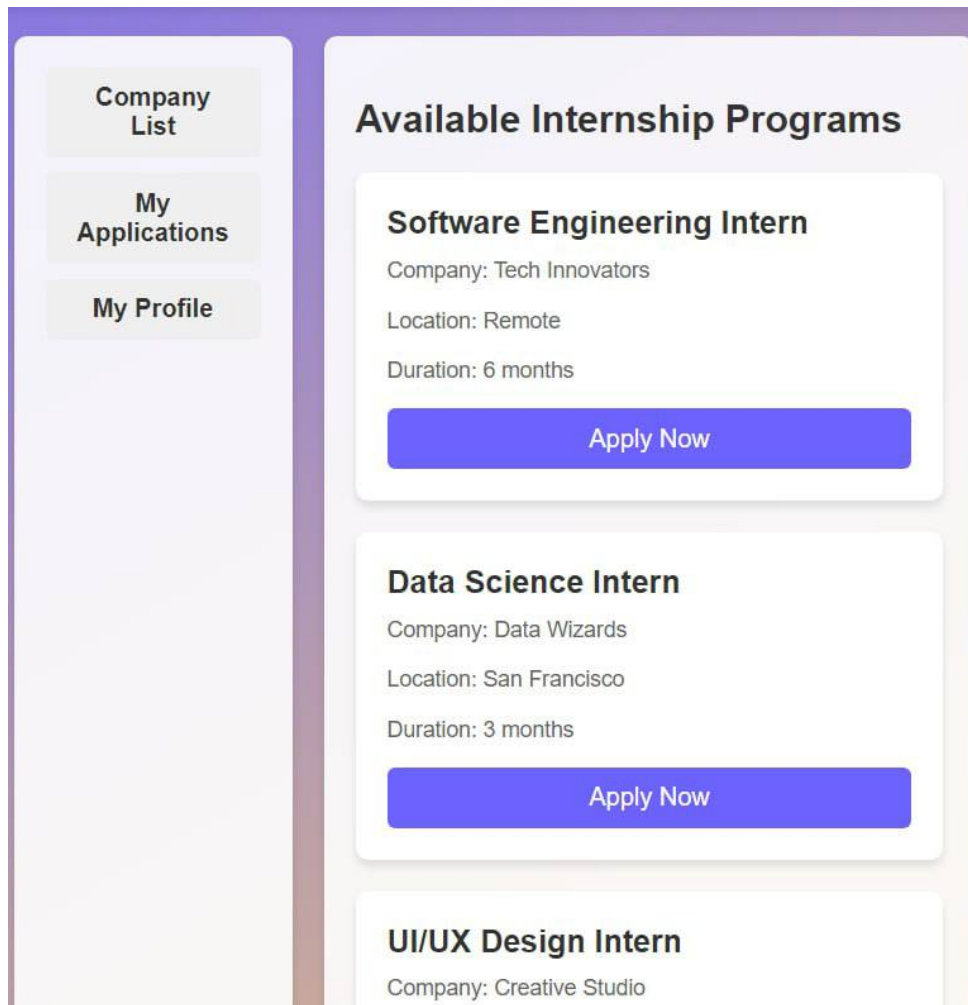 Company
List
My
Applications
My Profile
Available Internship Programs
Software Engineering Intern
Company: Tech Innovators
Location: Remote
Duration: 6 months
Apply Now
Data Science Intern
Company: Data Wizards
Location: San Francisco
Duration: 3 months
Apply Now
UI/UX Design Intern
Company: Creative Studio